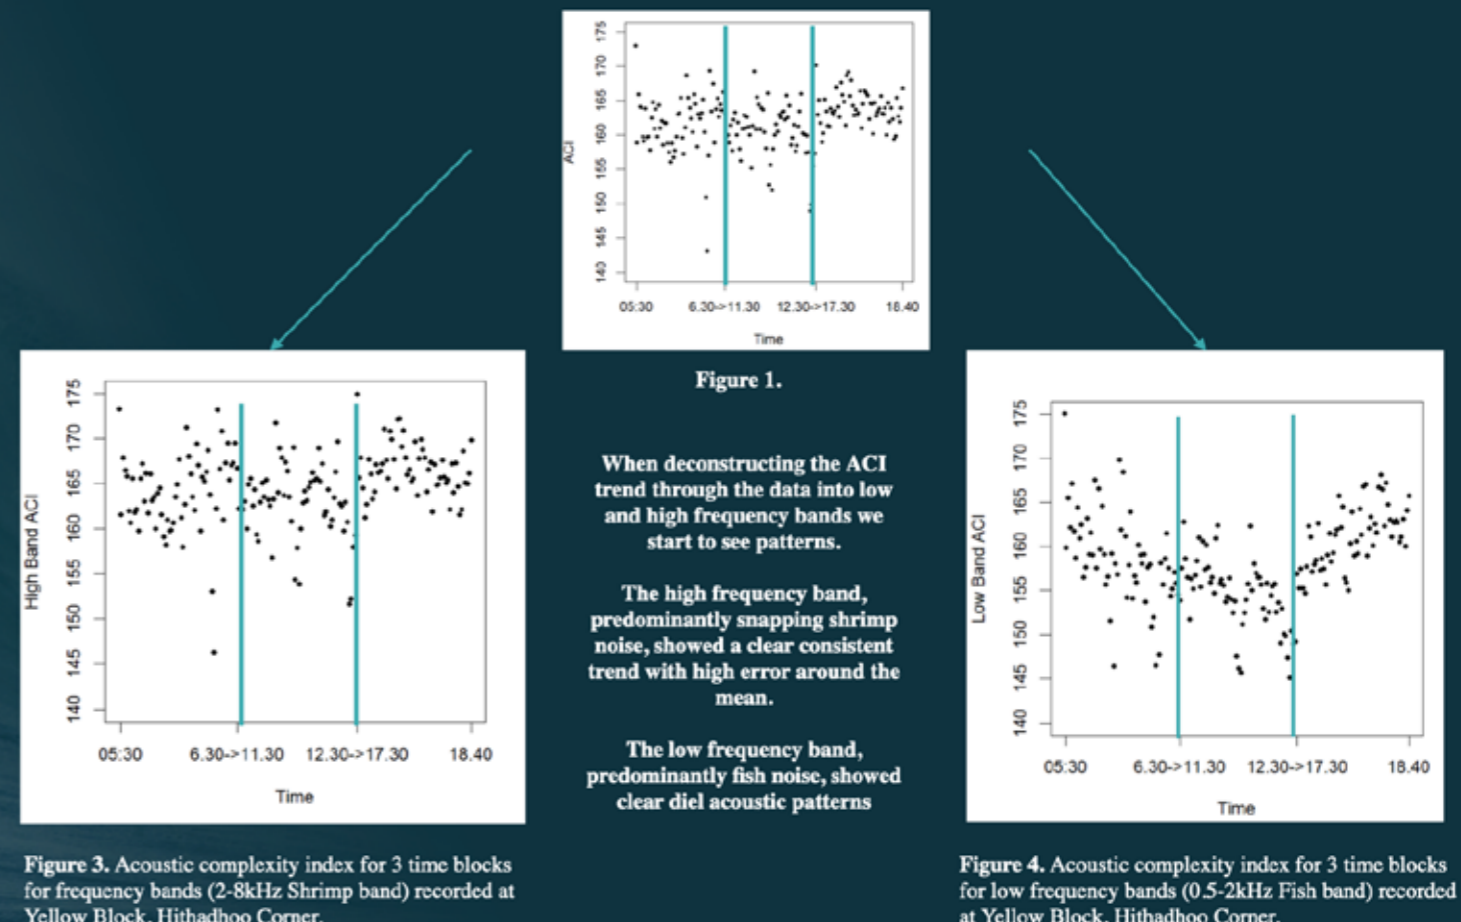 175
170
165
160
155
150
145
140
ACI
05:30
6.30->11.30
12.30->17.30
18.40
Time
Figure 1.
When deconstructing the ACI
trend through the data into low
and high frequency bands we
start to see patterns.
The high frequency band,
predominantly snapping shrimp
noise, showed a clear consistent
trend with high error around the
mean.
The low frequency band,
predominantly fish noise, showed
clear diel acoustic patterns
175
170
165
160
155
150
145
140
High Band ACI
05:30
6.30->11.30
12.30->17.30
18.40
Time
Figure 3. Acoustic complexity index for 3 time blocks
for frequency bands (2-8kHz Shrimp band) recorded at
Yellow Block, Hithadhoo Corner.
175
170
165
160
155
150
145
140
Low Band ACI
05:30
6.30->11.30
12.30->17.30
18.40
Time
Figure 4. Acoustic complexity index for 3 time blocks
for low frequency bands (0.5-2kHz Fish band) recorded
at Yellow Block, Hithadhoo Corner.